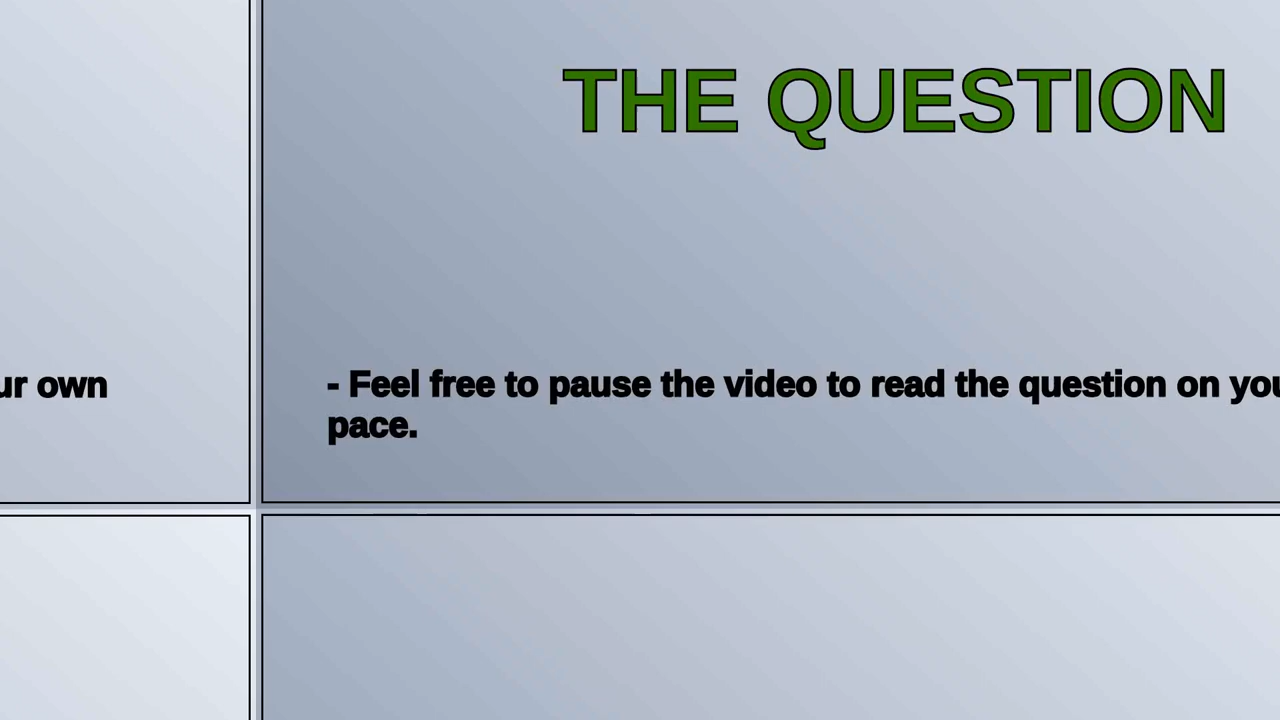 THE QUESTION
ur own
- Feel free to pause the video to read the question on you
pace.